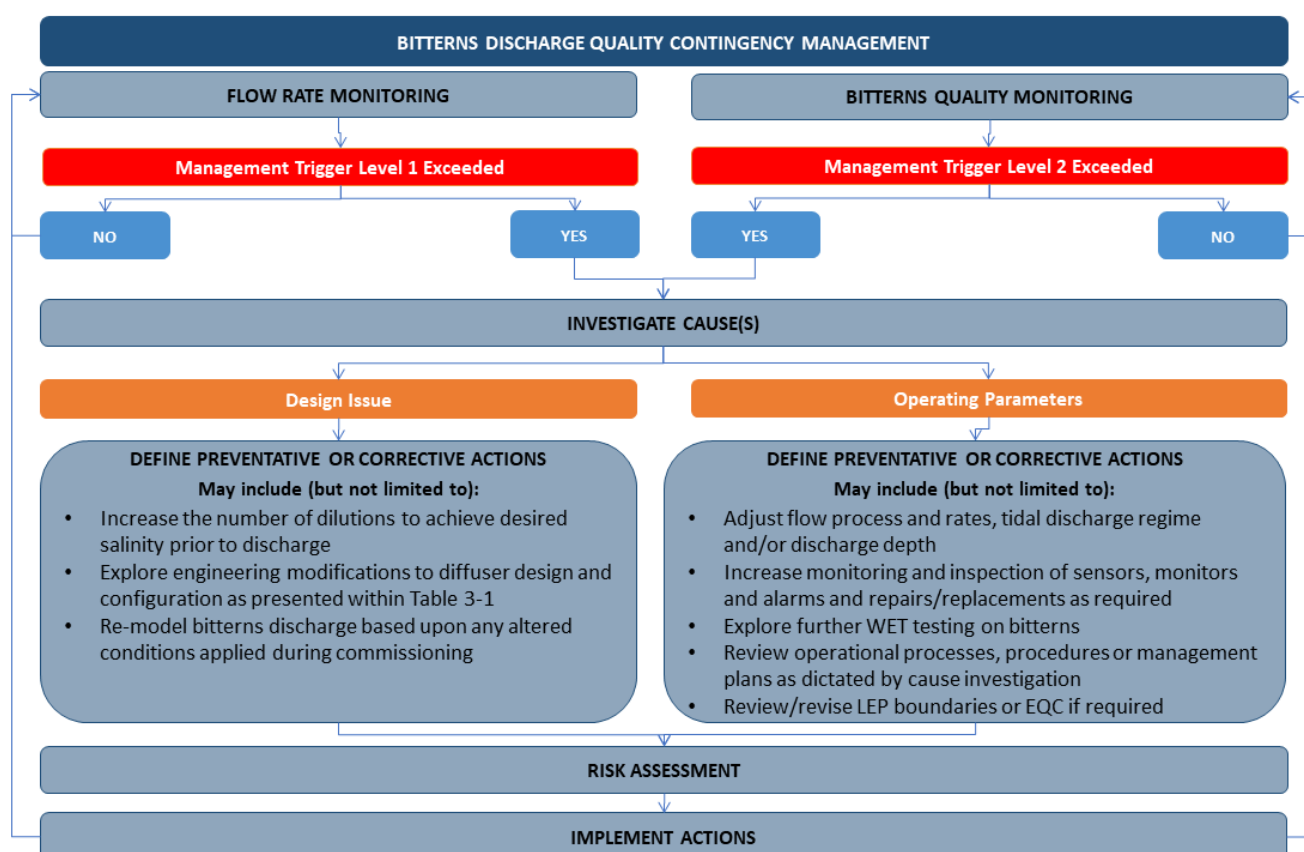 BITTERNS DISCHARGE QUALITY CONTINGENCY MANAGEMENT
FLOW RATE MONITORING
BITTERNS QUALITY MONITORING
Management Trigger Level 1 Exceeded
Management Trigger Level 2 Exceeded
NO
YES
YES
NO
INVESTIGATE CAUSE(S)
Design Issue
Operating Parameters
DEFINE PREVENTATIVE OR CORRECTIVE ACTIONS
May include (but not limited to):
• Increase the number of dilutions to achieve desired
salinity prior to discharge
• Explore engineering modifications to diffuser design and
configuration as presented within Table 3-1
• Re-model bitterns discharge based upon any altered
conditions applied during commissioning
DEFINE PREVENTATIVE OR CORRECTIVE ACTIONS
May include (but not limited to):
• Adjust flow process and rates, tidal discharge regime
and/or discharge depth
• Increase monitoring and inspection of sensors, monitors
and alarms and repairs/replacements as required
• Explore further WET testing on bitterns
• Review operational processes, procedures or management
plans as dictated by cause investigation
• Review/revise LEP boundaries or EQC if required
RISK ASSESSMENT
IMPLEMENT ACTIONS